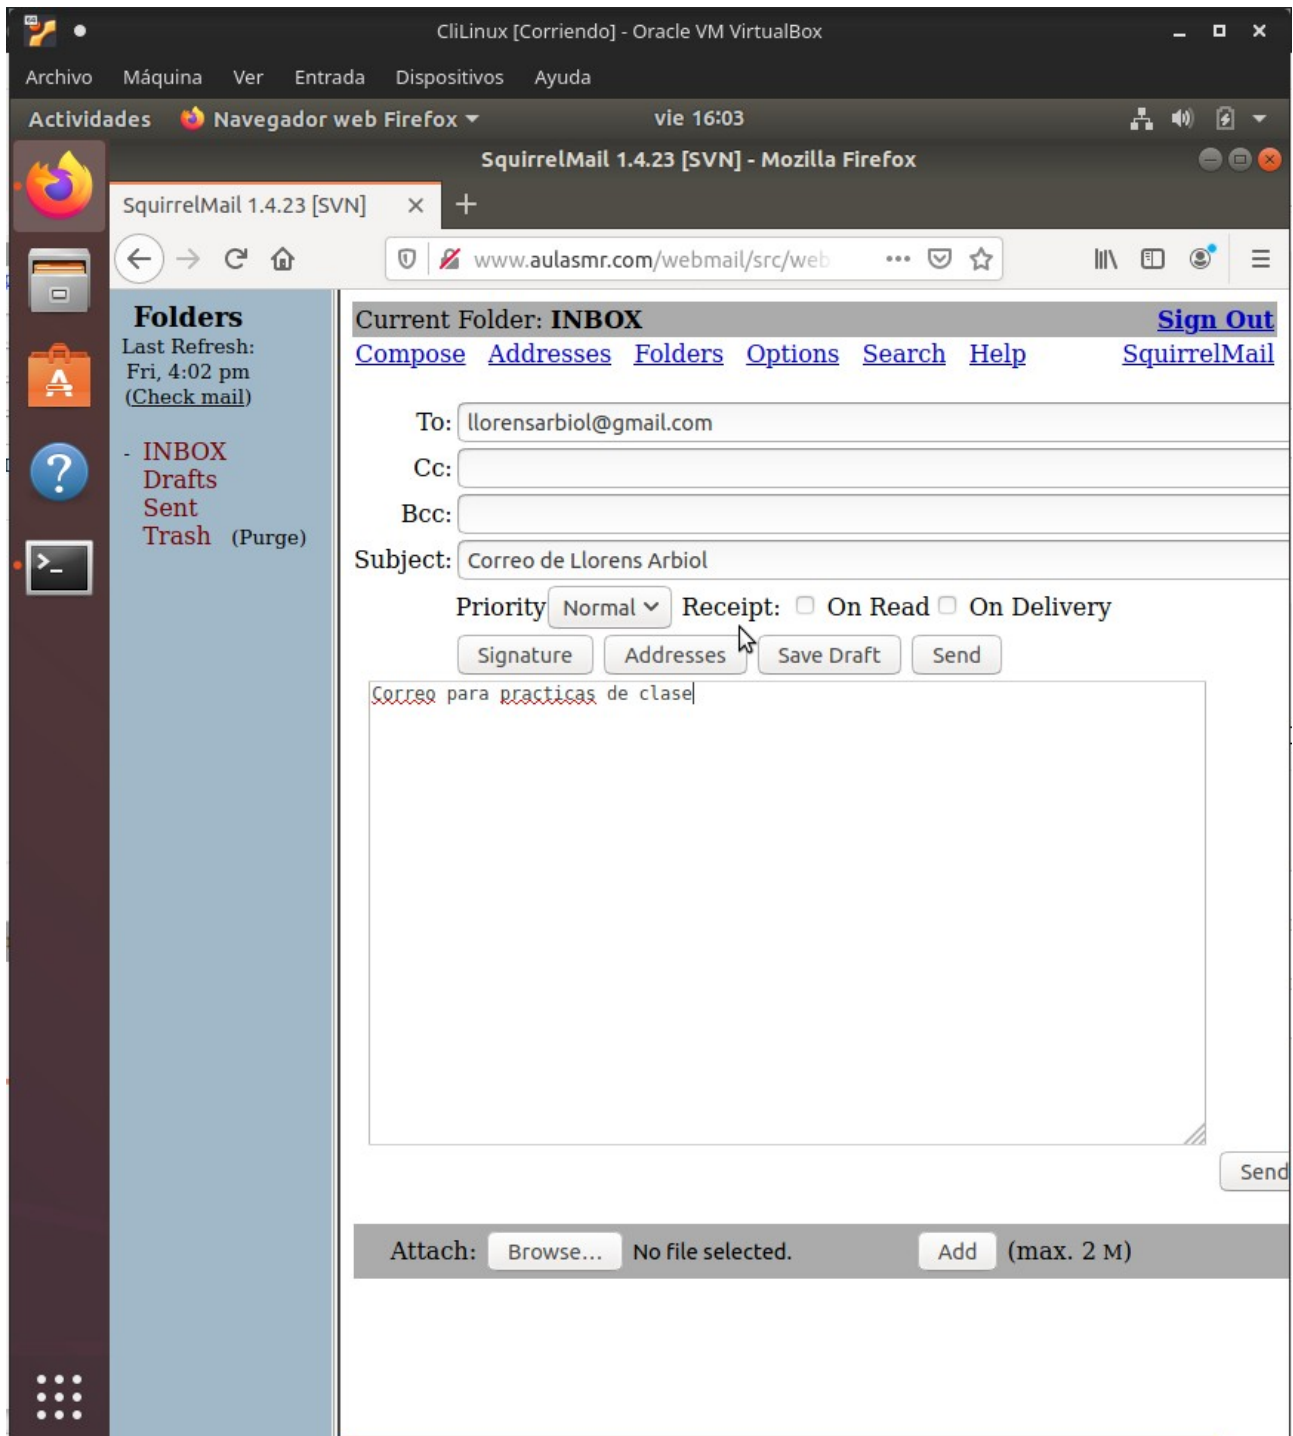 CliLinux [Corriendo] - Oracle VM VirtualBox
Archivo Máquina Ver Entrada Dispositivos Ayuda
Actividades Navegador web Firefox vie 16:03
SquirrelMail 1.4.23 [SVN] - Mozilla Firefox
SquirrelMail 1.4.23 [SVN]
www.aulasmr.com/webmail/src/web
Folders
Last Refresh:
Fri, 4:02 pm
(Check mail)
- INBOX
Drafts
Sent
Trash (Purge)
Current Folder: INBOX Sign Out
Compose Addresses Folders Options Search Help SquirrelMail
To: llorensarbiol@gmail.com
Cc:
Bcc:
Subject: Correo de Llorens Arbiol
Priority Normal Receipt: On Read On Delivery
Signature Addresses Save Draft Send
Correo para practicas de clase
Send
Attach: Browse... No file selected. Add (max. 2 M)